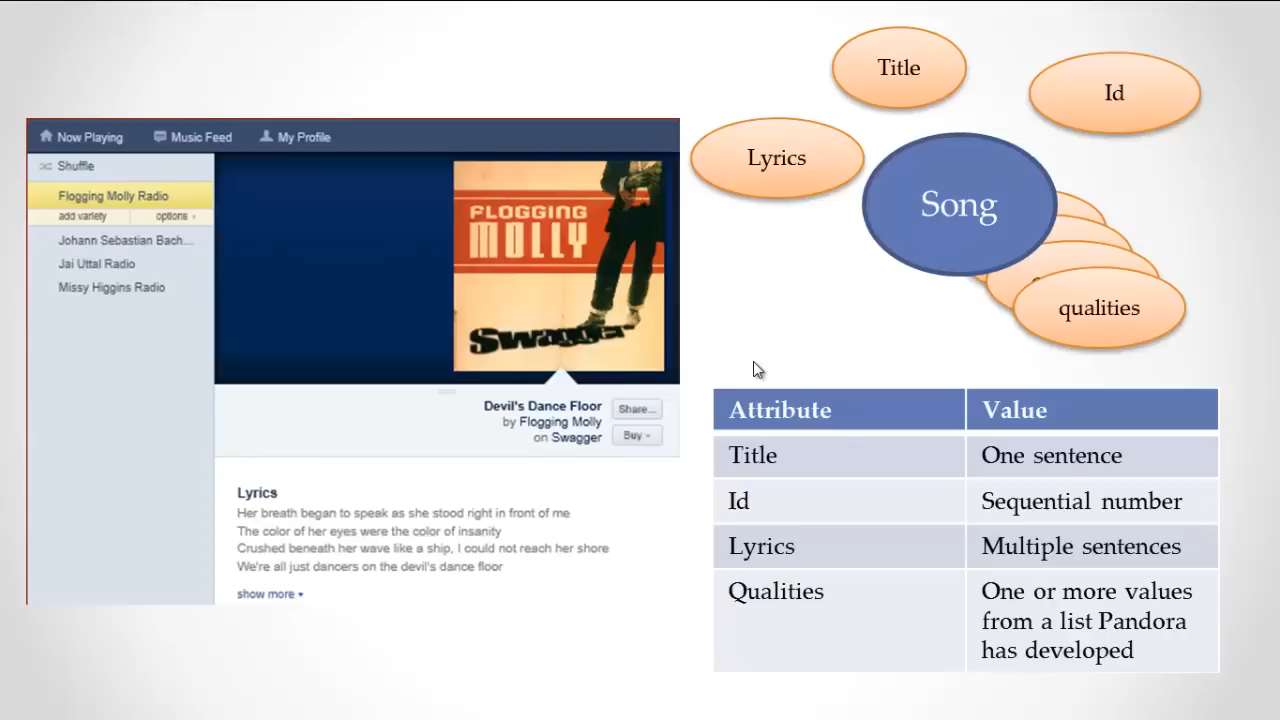 Now Playing
Music Feed
My Profile
Shuffle
Flogging Molly Radio
add variety
options
Johann Sebastian Bach...
Jai Uttal Radio
Missy Higgins Radio
FLOGGING
MOLLY
Swagger
Devil's Dance Floor
by Flogging Molly
on Swagger
Share...
Buy
Lyrics
Her breath began to speak as she stood right in front of me
The color of her eyes were the color of insanity
Crushed beneath her wave like a ship, I could not reach her shore
We're all just dancers on the devil's dance floor
show more
Title
Id
Lyrics
Song
qualities
Attribute Value
Title One sentence
Id Sequential number
Lyrics Multiple sentences
Qualities One or more values
from a list Pandora
has developed